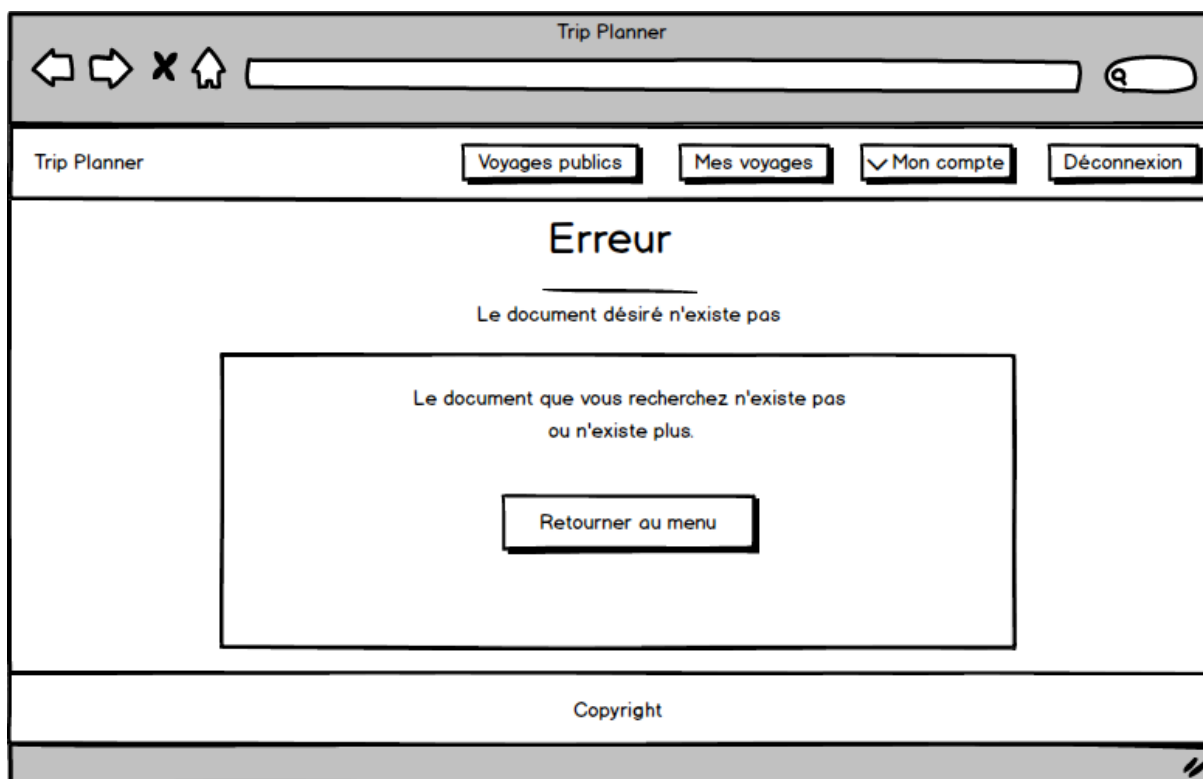 Trip Planner
Trip Planner
Voyages publics
Mes voyages
Mon compte
Déconnexion
Erreur
Le document désiré n'existe pas
Le document que vous recherchez n'existe pas
ou n'existe plus.
Retourner au menu
Copyright